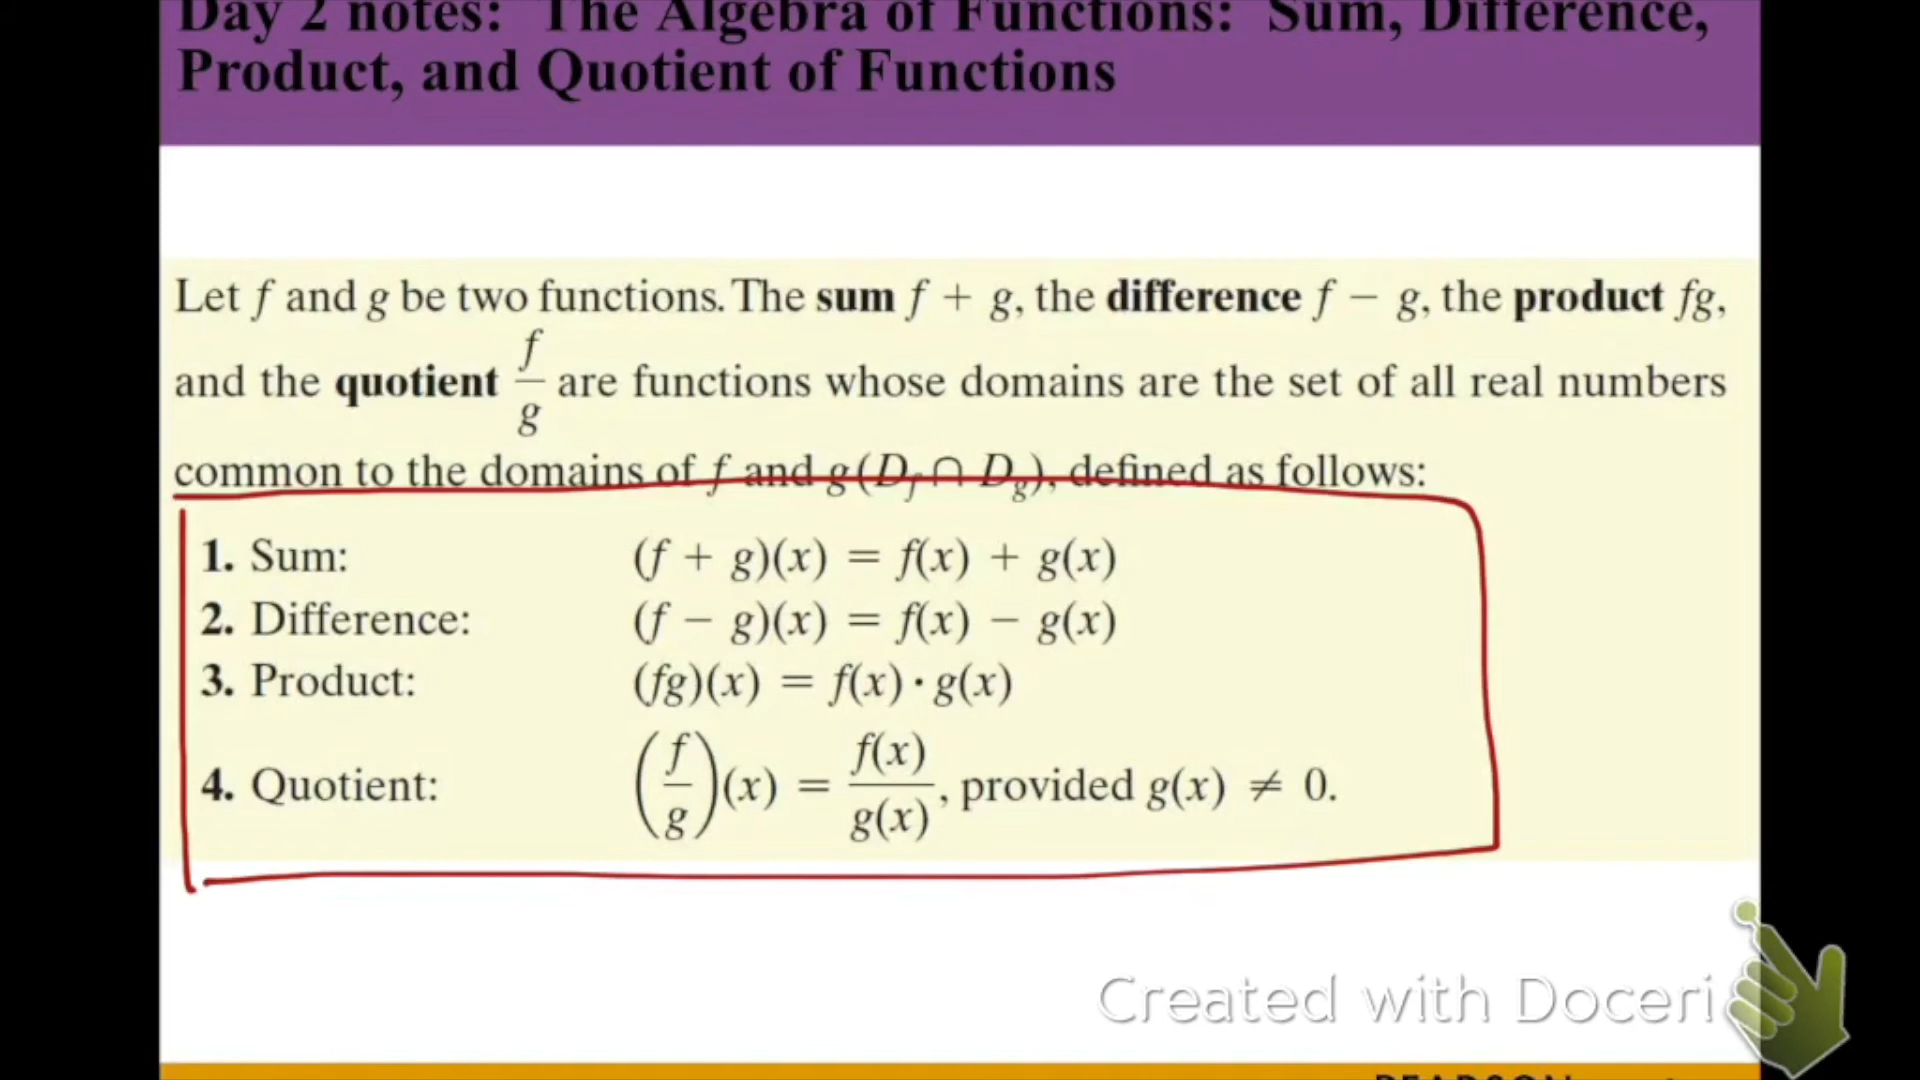 Day 2 notes: The Algebra of Functions: Sum, Difference,
Product, and Quotient of Functions
Let f and g be two functions. The sum f + g, the difference f − g, the product fg,
and the quotient f/g are functions whose domains are the set of all real numbers
common to the domains of f and g (D_f ∩ D_g), defined as follows:
1. Sum: (f + g)(x) = f(x) + g(x)
2. Difference: (f − g)(x) = f(x) − g(x)
3. Product: (fg)(x) = f(x) · g(x)
4. Quotient: (f/g)(x) = f(x)/g(x), provided g(x) ≠ 0.
Created with Doceri
PEARSON